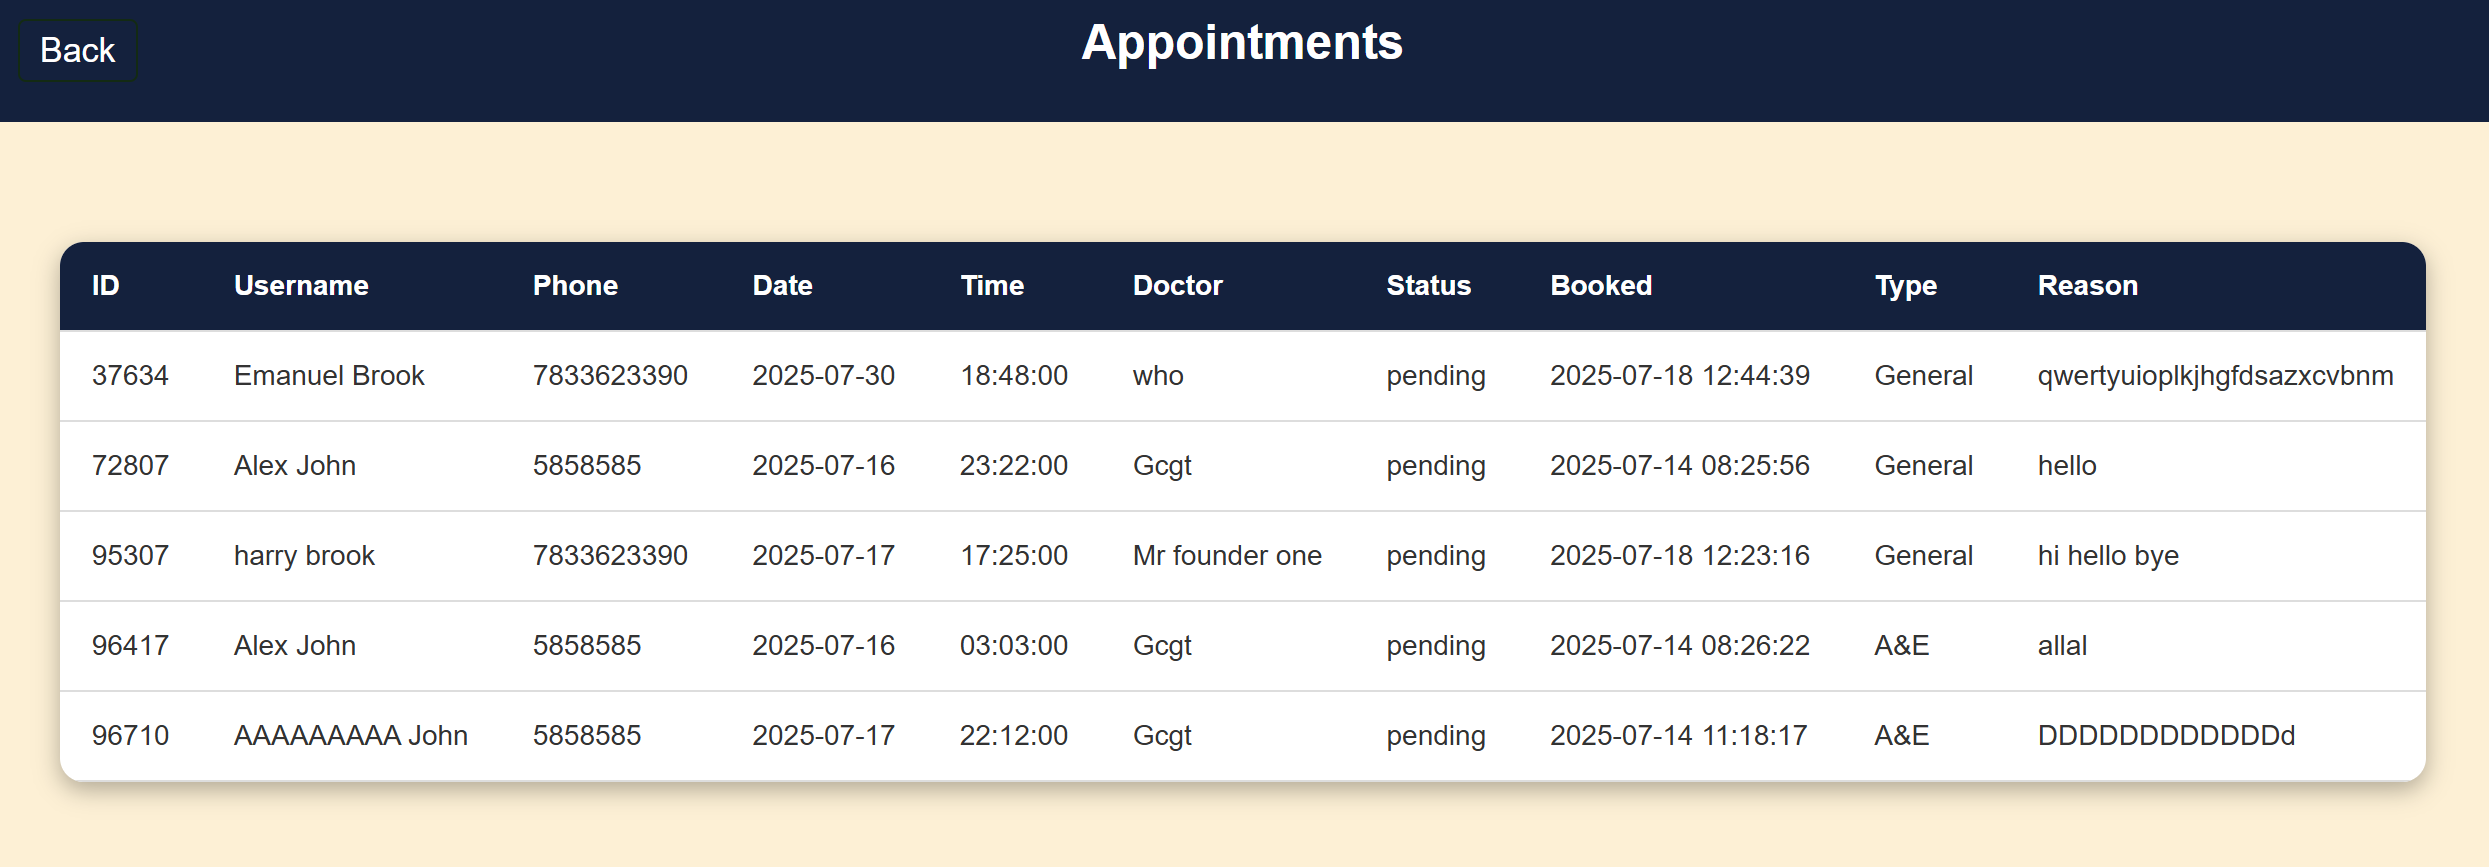 Back
Appointments
ID Username Phone Date Time Doctor Status Booked Type Reason
37634 Emanuel Brook 7833623390 2025-07-30 18:48:00 who pending 2025-07-18 12:44:39 General qwertyuioplkjhgfdsazxcvbnm
72807 Alex John 5858585 2025-07-16 23:22:00 Gcgt pending 2025-07-14 08:25:56 General hello
95307 harry brook 7833623390 2025-07-17 17:25:00 Mr founder one pending 2025-07-18 12:23:16 General hi hello bye
96417 Alex John 5858585 2025-07-16 03:03:00 Gcgt pending 2025-07-14 08:26:22 A&E allal
96710 AAAAAAAAA John 5858585 2025-07-17 22:12:00 Gcgt pending 2025-07-14 11:18:17 A&E DDDDDDDDDDDDd